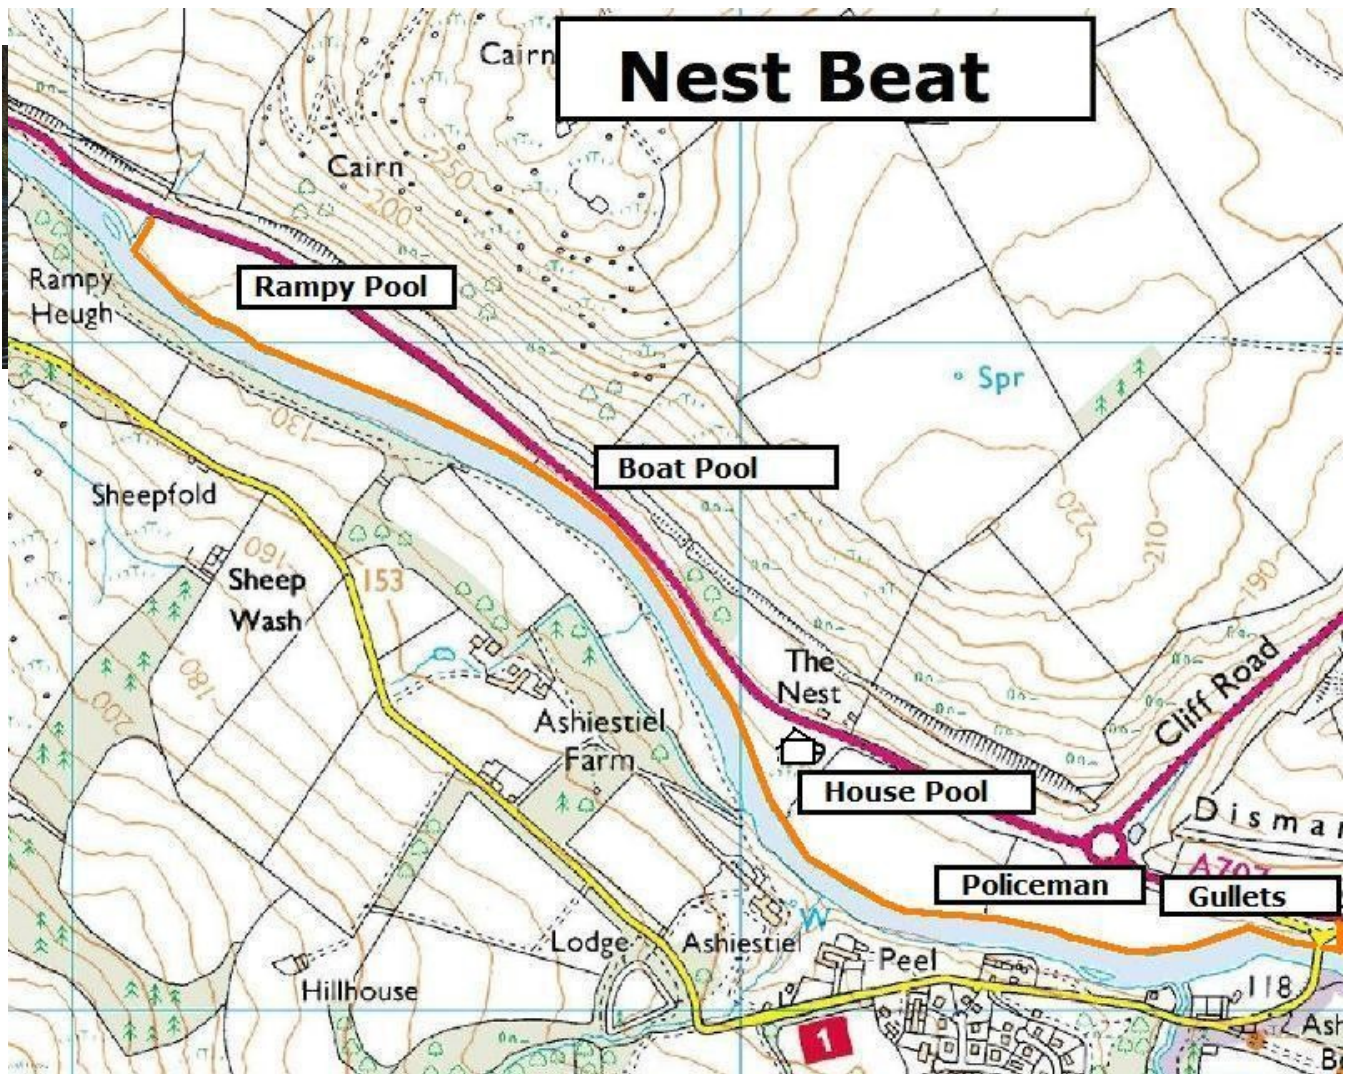 Nest Beat
Cairn
Cairn
250
200
Rampy Pool
Rampy
Heugh
Spr
130
Boat Pool
Sheepfold
220
210
160
Sheep
Wash
153
190
180
200
The
Nest
Cliff Road
Ashiestiel
Farm
House Pool
Disma
A707
Policeman
Gullets
W
Lodge
Ashiestiel
Peel
Hillhouse
118
1
Ash
B